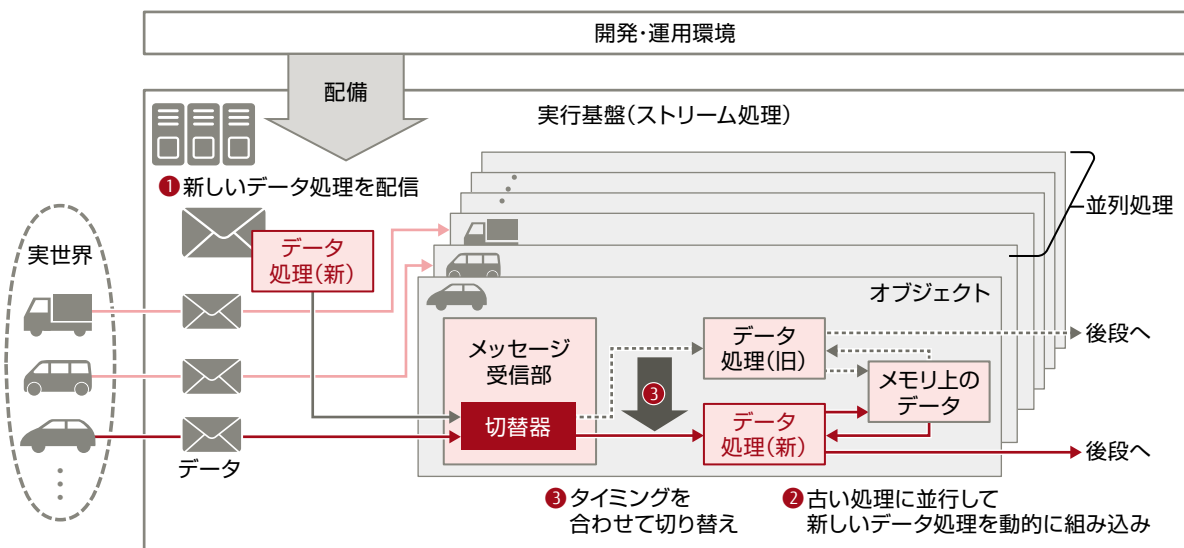 開発・運用環境
配備
実行基盤(ストリーム処理)
❶新しいデータ処理を配信
並列処理
実世界
データ
処理(新)
オブジェクト
メッセージ
受信部
切替器
データ
処理(旧)
後段へ
❸
メモリ上の
データ
データ
処理(新)
後段へ
データ
❸タイミングを
合わせて切り替え
❷古い処理に並行して
新しいデータ処理を動的に組み込み